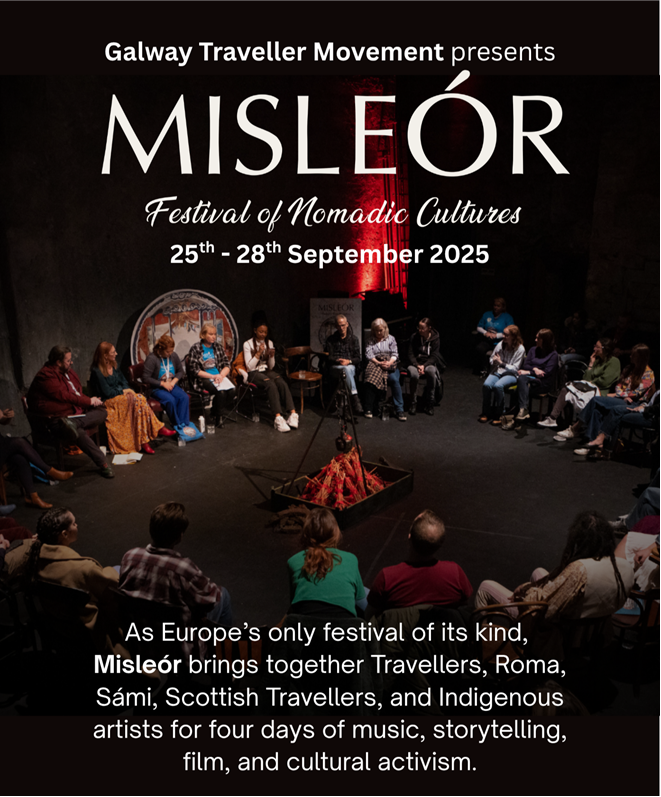 Galway Traveller Movement presents
MISLEÓR
Festival of Nomadic Cultures
25th - 28th September 2025
MISLEÓR
As Europe's only festival of its kind,
Misleór brings together Travellers, Roma,
Sámi, Scottish Travellers, and Indigenous
artists for four days of music, storytelling,
film, and cultural activism.